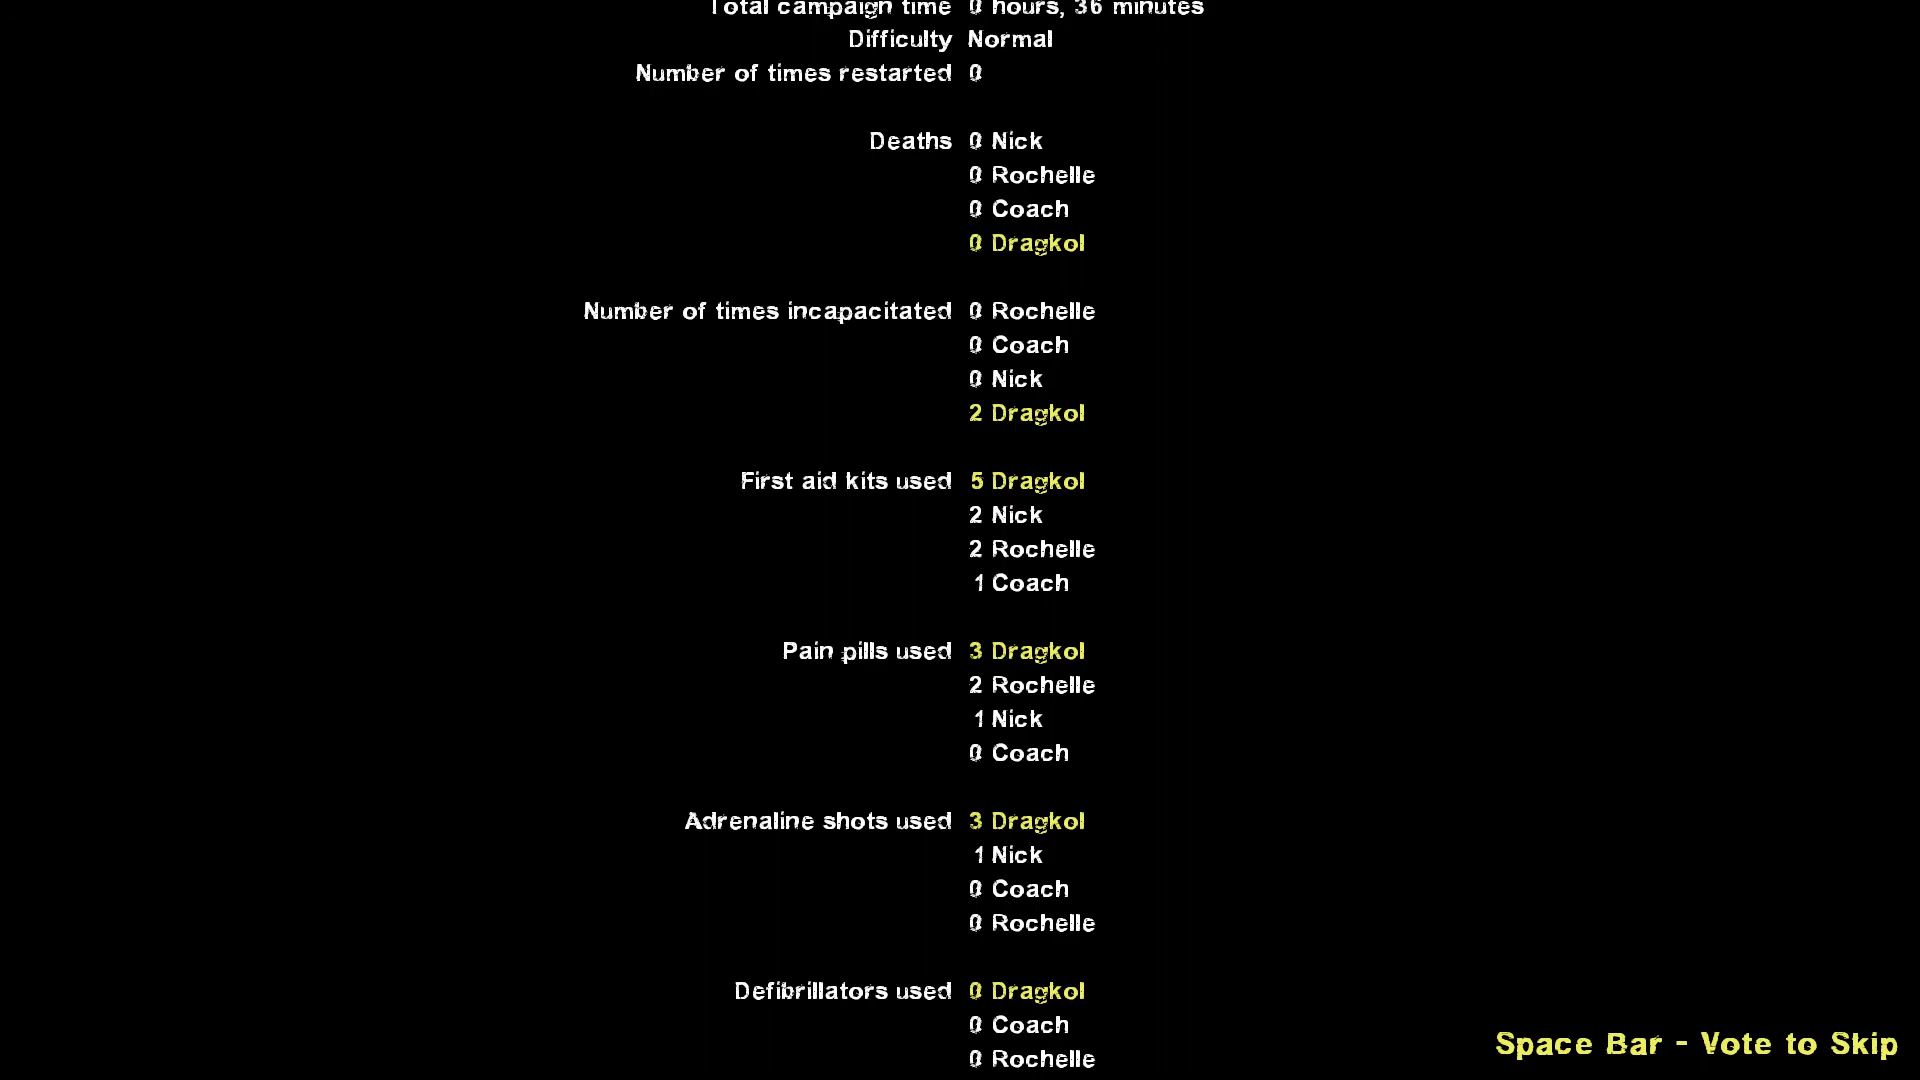 Total campaign time 0 hours, 36 minutes
Difficulty Normal
Number of times restarted 0
Deaths 0 Nick
0 Rochelle
0 Coach
0 Dragkol
Number of times incapacitated 0 Rochelle
0 Coach
0 Nick
2 Dragkol
First aid kits used 5 Dragkol
2 Nick
2 Rochelle
1 Coach
Pain pills used 3 Dragkol
2 Rochelle
1 Nick
0 Coach
Adrenaline shots used 3 Dragkol
1 Nick
0 Coach
0 Rochelle
Defibrillators used 0 Dragkol
0 Coach
0 Rochelle
Space Bar - Vote to Skip